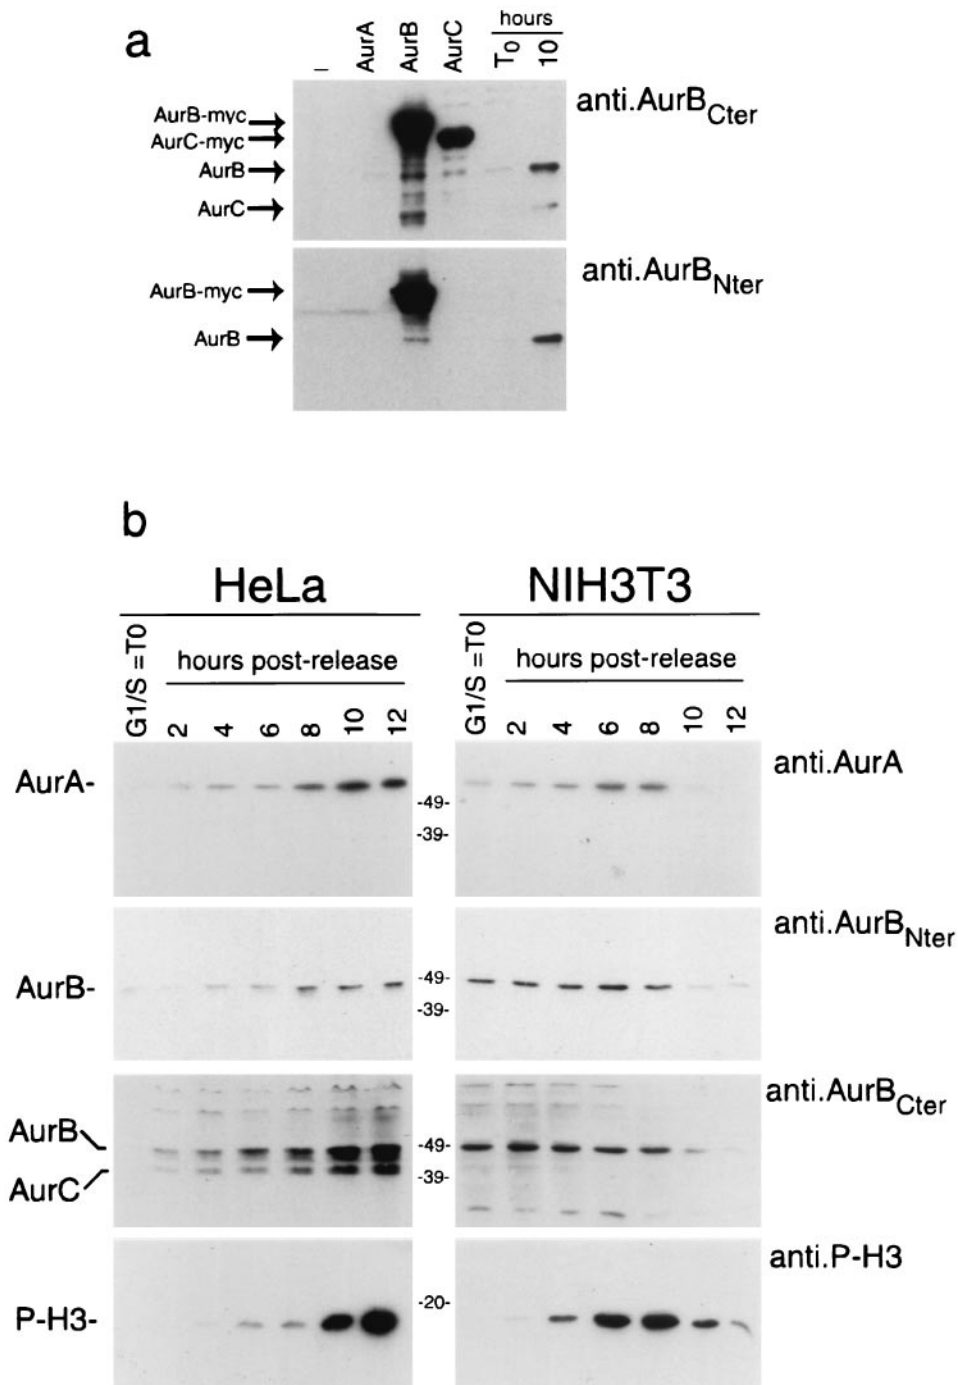 a
–
AurA
AurB
AurC
hours
T0
10
AurB-myc
AurC-myc
AurB
AurC
anti.AurBCter
AurB-myc
AurB
anti.AurBNter
b
HeLa
NIH3T3
G1/S =T0
hours post-release
2
4
6
8
10
12
G1/S =T0
hours post-release
2
4
6
8
10
12
AurA-
-49-
-39-
anti.AurA
AurB-
-49-
-39-
anti.AurBNter
AurB
AurC
-49-
-39-
anti.AurBCter
P-H3-
-20-
anti.P-H3